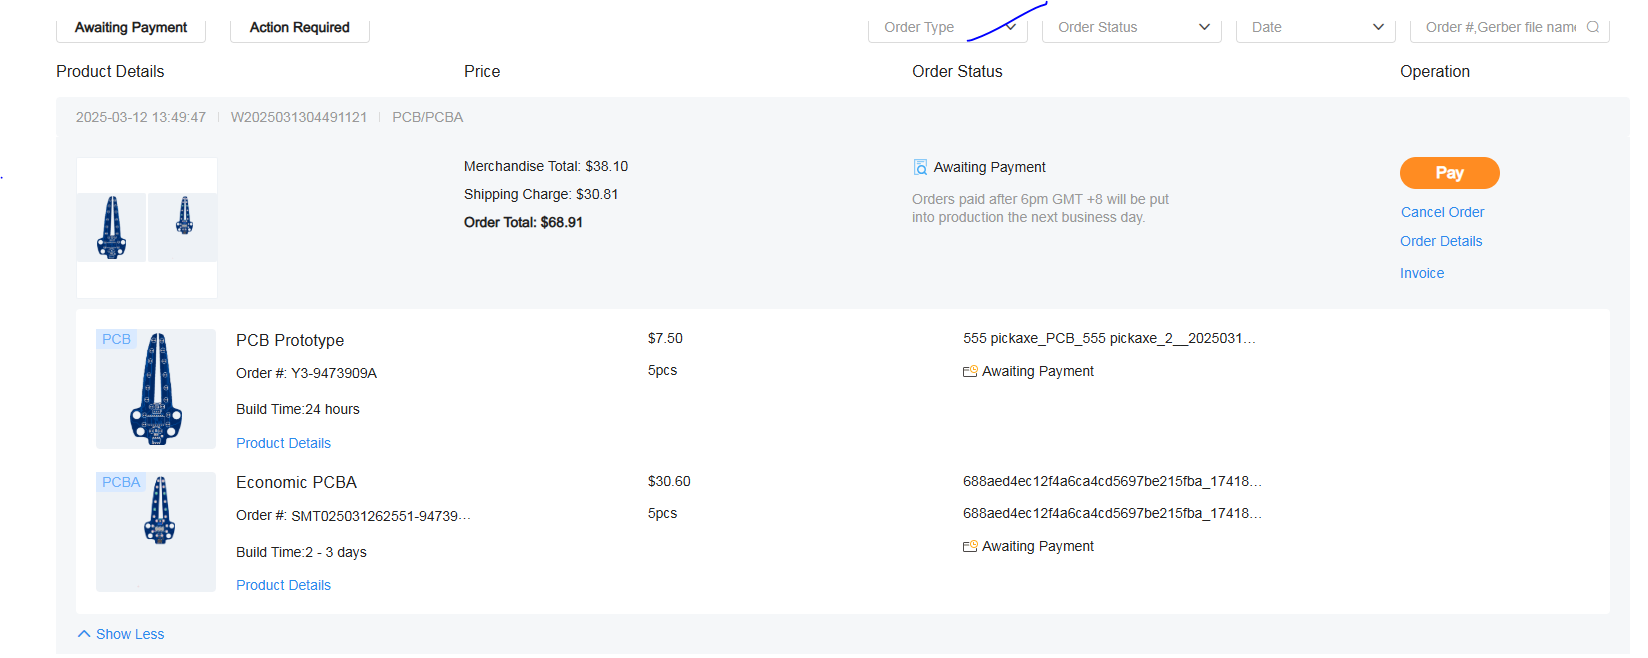 Awaiting Payment
Action Required
Order Type
Order Status
Date
Order #,Gerber file name
Product Details
Price
Order Status
Operation
2025-03-12 13:49:47
W2025031304491121
PCB/PCBA
Merchandise Total: $38.10
Shipping Charge: $30.81
Order Total: $68.91
Awaiting Payment
Orders paid after 6pm GMT +8 will be put
into production the next business day.
Pay
Cancel Order
Order Details
Invoice
PCB
PCB Prototype
Order #: Y3-9473909A
Build Time:24 hours
Product Details
$7.50
5pcs
555 pickaxe_PCB_555 pickaxe_2__2025031...
Awaiting Payment
PCBA
Economic PCBA
Order #: SMT025031262551-94739...
Build Time:2 - 3 days
Product Details
$30.60
5pcs
688aed4ec12f4a6ca4cd5697be215fba_17418...
688aed4ec12f4a6ca4cd5697be215fba_17418...
Awaiting Payment
Show Less